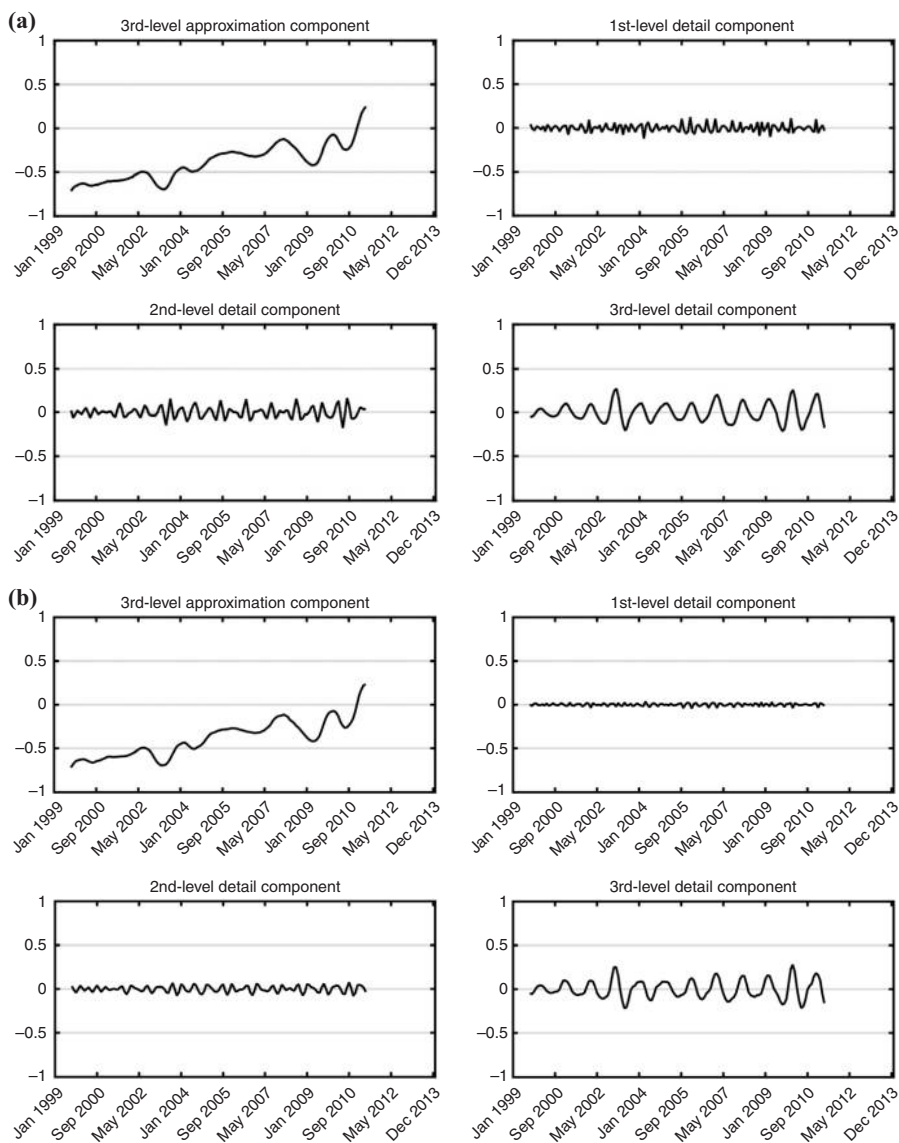 (a)
3rd-level approximation component
1
0.5
0
–0.5
–1
Jan 1999
Sep 2000
May 2002
Jan 2004
Sep 2005
May 2007
Jan 2009
Sep 2010
May 2012
Dec 2013
1st-level detail component
1
0.5
0
–0.5
–1
Jan 1999
Sep 2000
May 2002
Jan 2004
Sep 2005
May 2007
Jan 2009
Sep 2010
May 2012
Dec 2013
2nd-level detail component
1
0.5
0
–0.5
–1
Jan 1999
Sep 2000
May 2002
Jan 2004
Sep 2005
May 2007
Jan 2009
Sep 2010
May 2012
Dec 2013
3rd-level detail component
1
0.5
0
–0.5
–1
Jan 1999
Sep 2000
May 2002
Jan 2004
Sep 2005
May 2007
Jan 2009
Sep 2010
May 2012
Dec 2013
(b)
3rd-level approximation component
1
0.5
0
–0.5
–1
Jan 1999
Sep 2000
May 2002
Jan 2004
Sep 2005
May 2007
Jan 2009
Sep 2010
May 2012
Dec 2013
1st-level detail component
1
0.5
0
–0.5
–1
Jan 1999
Sep 2000
May 2002
Jan 2004
Sep 2005
May 2007
Jan 2009
Sep 2010
May 2012
Dec 2013
2nd-level detail component
1
0.5
0
–0.5
–1
Jan 1999
Sep 2000
May 2002
Jan 2004
Sep 2005
May 2007
Jan 2009
Sep 2010
May 2012
Dec 2013
3rd-level detail component
1
0.5
0
–0.5
–1
Jan 1999
Sep 2000
May 2002
Jan 2004
Sep 2005
May 2007
Jan 2009
Sep 2010
May 2012
Dec 2013